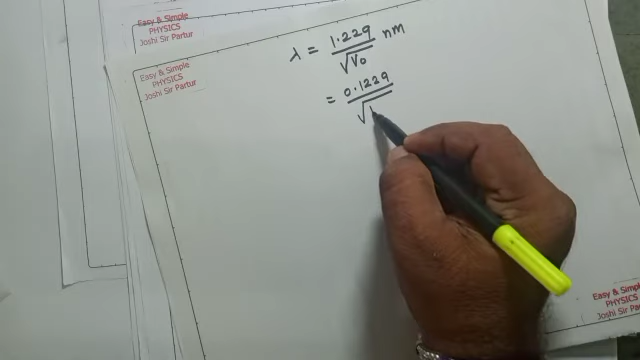 Easy & Simple
PHYSICS
Joshi Sir Partur
Easy & Simple
PHYSICS
Joshi Sir Partur
λ = 1.229 / √V₀ nm
= 0.1229 / √
Easy & Simple
PHYSICS
Joshi Sir Partur